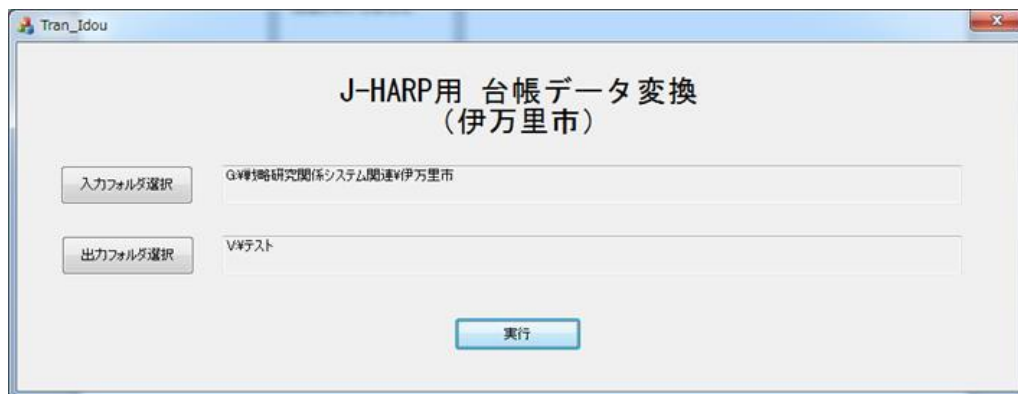 Tran_Idou
J-HARP用 台帳データ変換
(伊万里市)
入力フォルダ選択
G:¥戦略研究関係システム関連¥伊万里市
出力フォルダ選択
V:¥テスト
実行